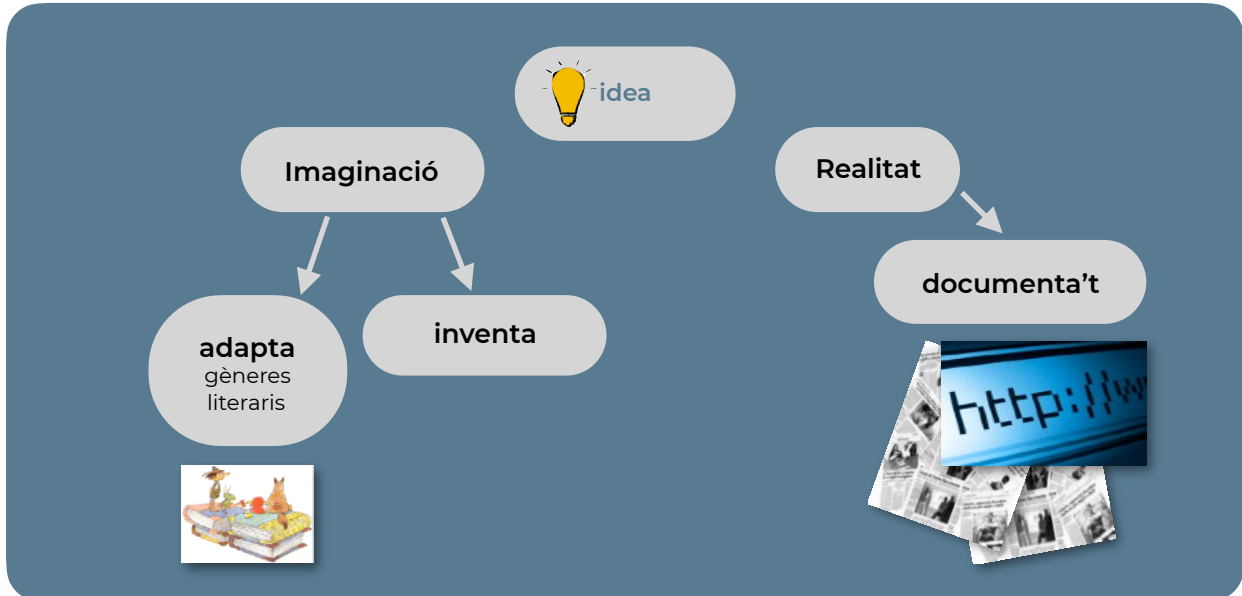 idea
Imaginació
Realitat
documenta’t
adapta
gèneres
literaris
inventa
http://w